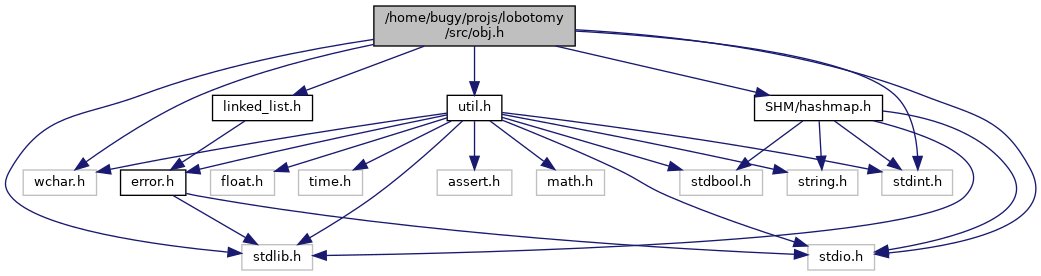 /home/bugy/projs/lobotomy
/src/obj.h
linked_list.h
util.h
SHM/hashmap.h
wchar.h
error.h
float.h
time.h
assert.h
math.h
stdbool.h
string.h
stdint.h
stdlib.h
stdio.h